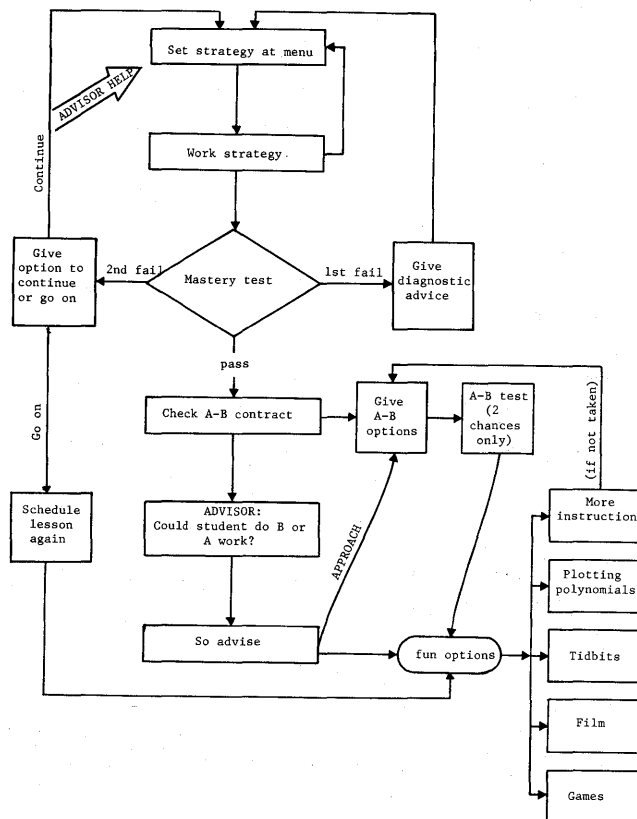 Set strategy at menu
ADVISOR HELP
Continue
Work strategy.
Give
option to
continue
or go on
2nd fail
Mastery test
1st fail
Give
diagnostic
advice
pass
Go on
Check A-B contract
Give
A-B
options
A-B test
(2
chances
only)
(if not taken)
Schedule
lesson
again
ADVISOR:
Could student do B or
A work?
APPROACH
More
instruction
Plotting
polynomials
So advise
fun options
Tidbits
Film
Games